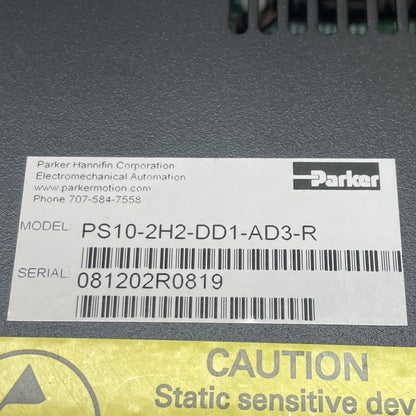 Parker Hannifin Corporation
Electromechanical Automation
www.parkermotion.com
Phone 707-584-7558
Parker
MODEL: PS10-2H2-DD1-AD3-R
SERIAL: 081202R0819
CAUTION
Static sensitive dev